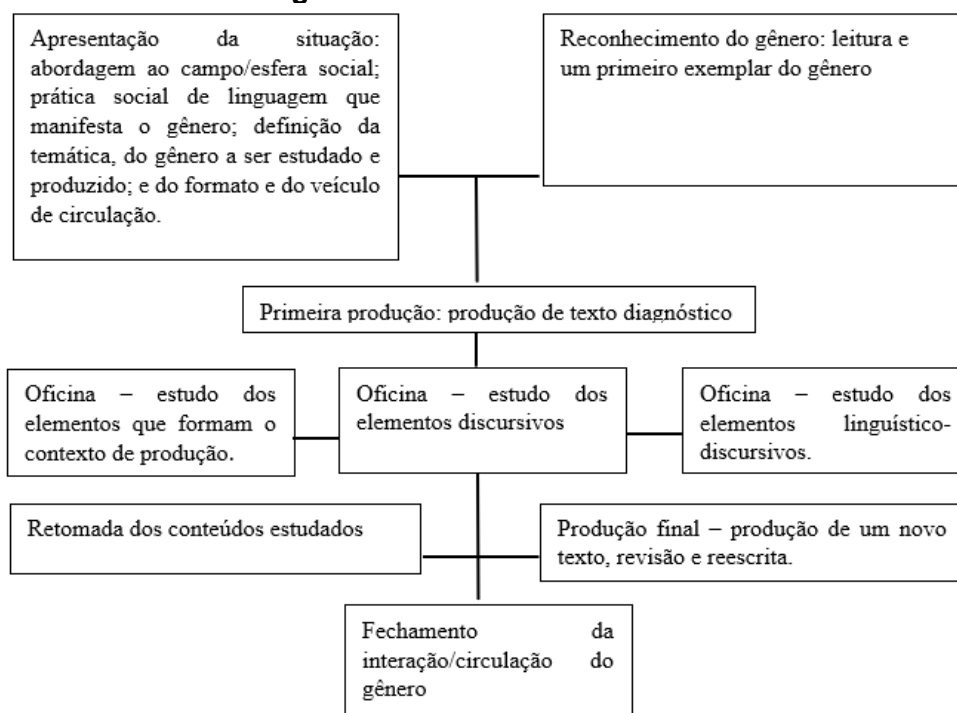 Apresentação da situação:
abordagem ao campo/esfera social;
prática social de linguagem que
manifesta o gênero; definição da
temática, do gênero a ser estudado e
produzido; e do formato e do veículo
de circulação.
Reconhecimento do gênero: leitura e
um primeiro exemplar do gênero
Primeira produção: produção de texto diagnóstico
Oficina – estudo dos
elementos que formam o
contexto de produção.
Oficina – estudo dos
elementos discursivos
Oficina – estudo dos
elementos linguístico-
discursivos.
Retomada dos conteúdos estudados
Produção final – produção de um novo
texto, revisão e reescrita.
Fechamento da
interação/circulação do
gênero